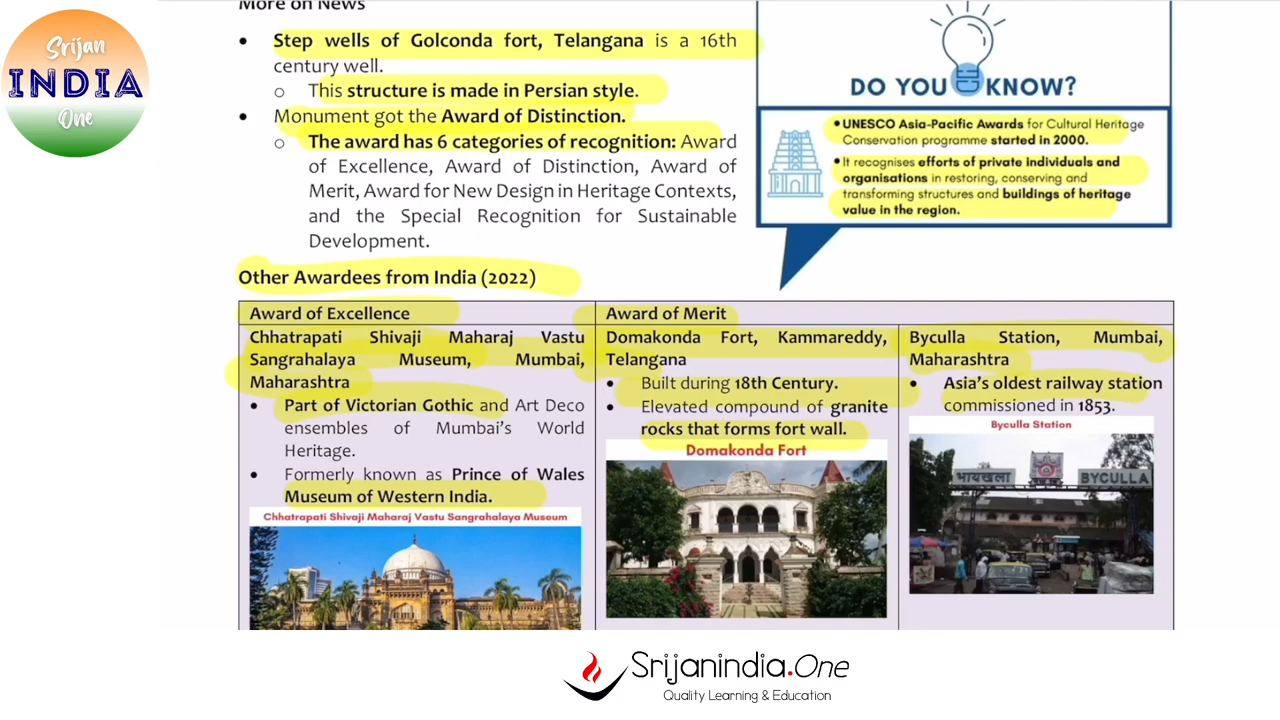 Srijan
INDIA
One
More on News
• Step wells of Golconda fort, Telangana is a 16th
century well.
o This structure is made in Persian style.
• Monument got the Award of Distinction.
o The award has 6 categories of recognition: Award
of Excellence, Award of Distinction, Award of
Merit, Award for New Design in Heritage Contexts,
and the Special Recognition for Sustainable
Development.
DO YOU KNOW?
• UNESCO Asia-Pacific Awards for Cultural Heritage
Conservation programme started in 2000.
• It recognises efforts of private individuals and
organisations in restoring, conserving and
transforming structures and buildings of heritage
value in the region.
Other Awardees from India (2022)
Award of Excellence
Chhatrapati Shivaji Maharaj Vastu
Sangrahalaya Museum, Mumbai,
Maharashtra
• Part of Victorian Gothic and Art Deco
ensembles of Mumbai's World
Heritage.
• Formerly known as Prince of Wales
Museum of Western India.
Chhatrapati Shivaji Maharaj Vastu Sangrahalaya Museum
Award of Merit
Domakonda Fort, Kammareddy,
Telangana
• Built during 18th Century.
• Elevated compound of granite
rocks that forms fort wall.
Domakonda Fort
Byculla Station, Mumbai,
Maharashtra
• Asia's oldest railway station
commissioned in 1853.
Byculla Station
भायखला
BYCULLA
Srijanindia.One
Quality Learning & Education